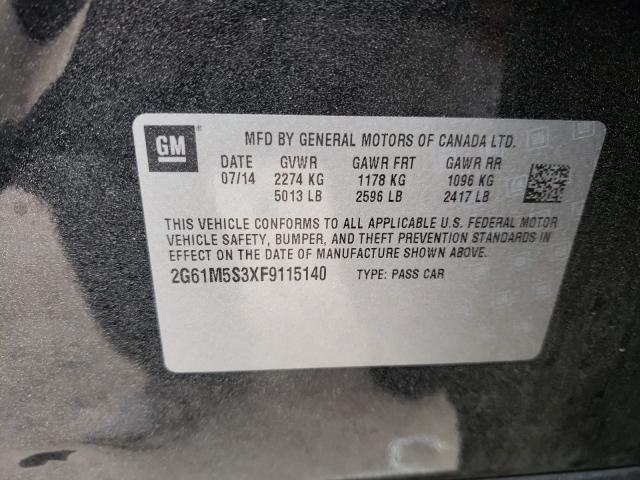 GM® MFD BY GENERAL MOTORS OF CANADA LTD.
DATE GVWR GAWR FRT GAWR RR
07/14 2274 KG 1178 KG 1096 KG
5013 LB 2596 LB 2417 LB
THIS VEHICLE CONFORMS TO ALL APPLICABLE U.S. FEDERAL MOTOR
VEHICLE SAFETY, BUMPER, AND THEFT PREVENTION STANDARDS IN
EFFECT ON THE DATE OF MANUFACTURE SHOWN ABOVE.
2G61M5S3XF9115140 TYPE: PASS CAR